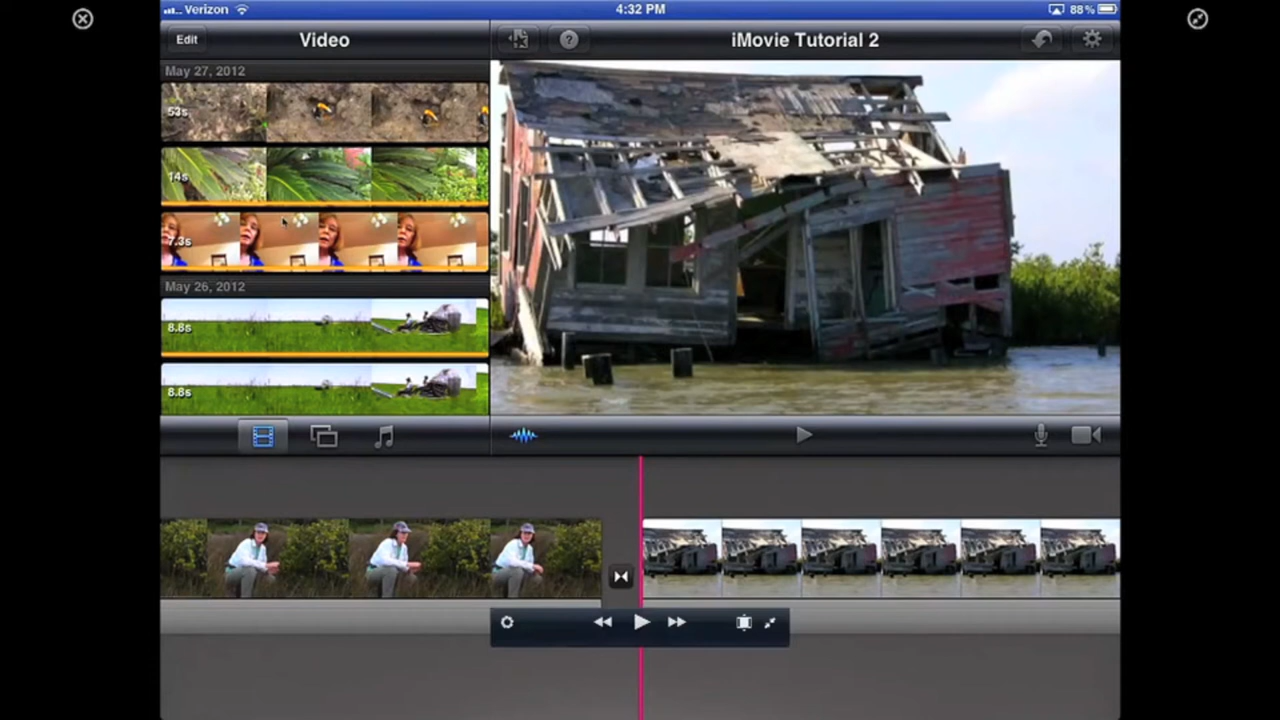 Verizon 4:32 PM 88%
Edit Video iMovie Tutorial 2
May 27, 2012
53s
14s
7.3s
May 26, 2012
8.8s
8.8s